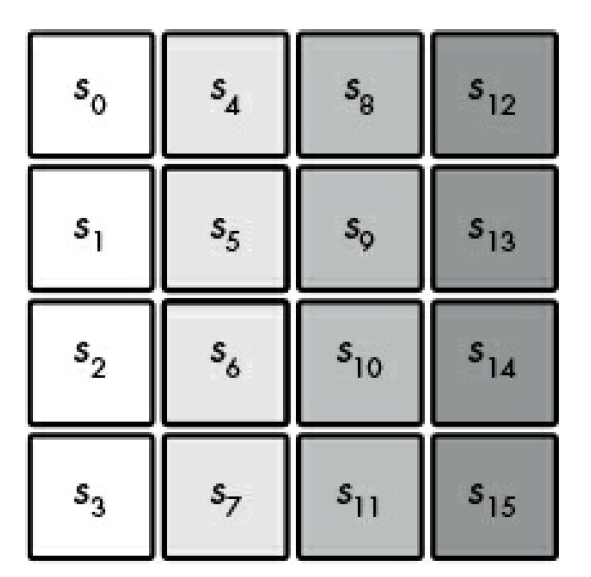 s₀ s₄ s₈ s₁₂
s₁ s₅ s₉ s₁₃
s₂ s₆ s₁₀ s₁₄
s₃ s₇ s₁₁ s₁₅